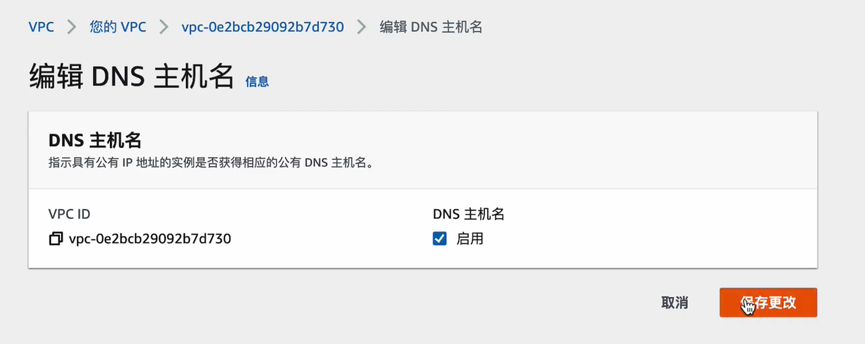 VPC > 您的 VPC > vpc-0e2bcb29092b7d730 > 编辑 DNS 主机名
编辑 DNS 主机名 信息
DNS 主机名
指示具有公有 IP 地址的实例是否获得相应的公有 DNS 主机名。
VPC ID
vpc-0e2bcb29092b7d730
DNS 主机名
启用
取消
保存更改